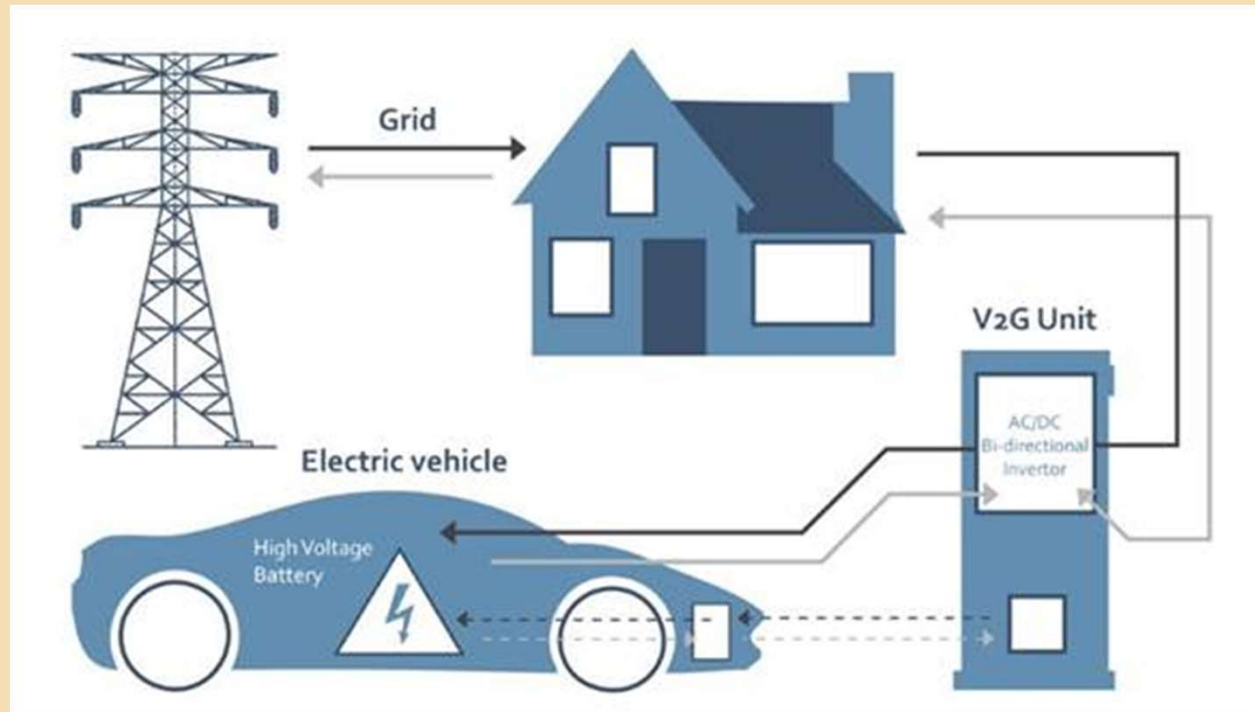 Grid
V2G Unit
AC/DC
Bi-directional
Invertor
Electric vehicle
High Voltage
Battery